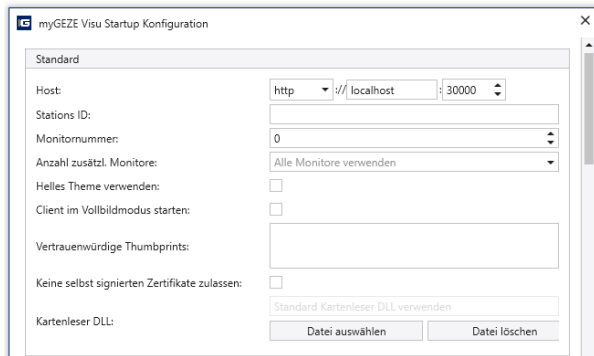 myGEZE Visu Startup Konfiguration
Standard
Host: http :// localhost : 30000
Stations ID:
Monitornummer: 0
Anzahl zusätzl. Monitore: Alle Monitore verwenden
Helles Theme verwenden:
Client im Vollbildmodus starten:
Vertrauenwürdige Thumbprints:
Keine selbst signierten Zertifikate zulassen:
Standard Kartenleser DLL verwenden
Kartenleser DLL:
Datei auswählen Datei löschen